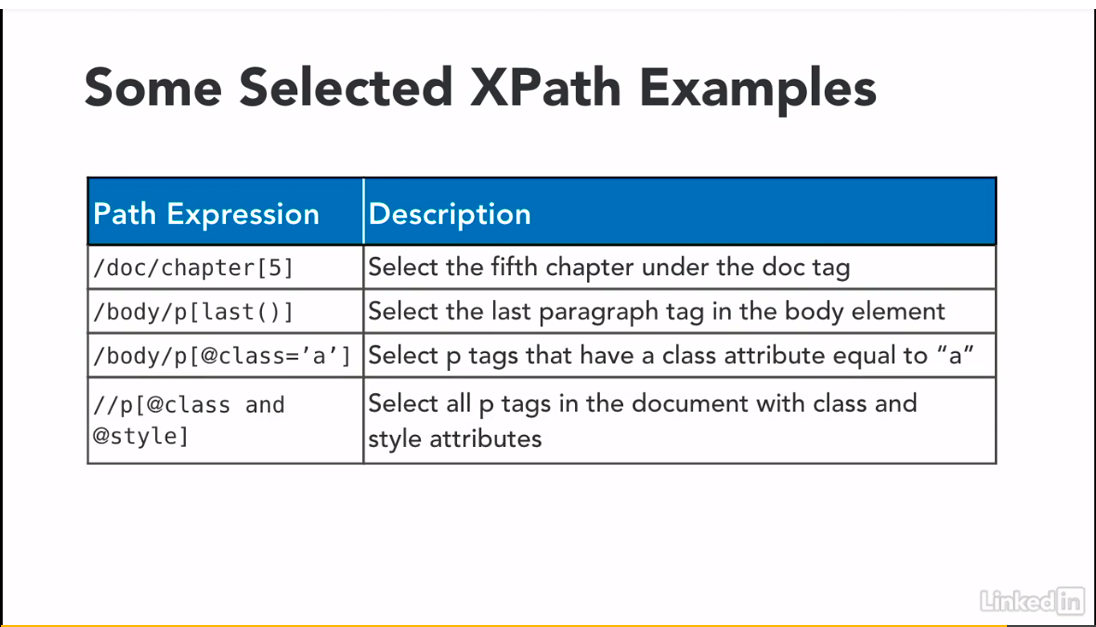 Some Selected XPath Examples
Path Expression Description
/doc/chapter[5] Select the fifth chapter under the doc tag
/body/p[last()] Select the last paragraph tag in the body element
/body/p[@class=’a’] Select p tags that have a class attribute equal to “a”
//p[@class and Select all p tags in the document with class and
@style] style attributes
LinkedIn